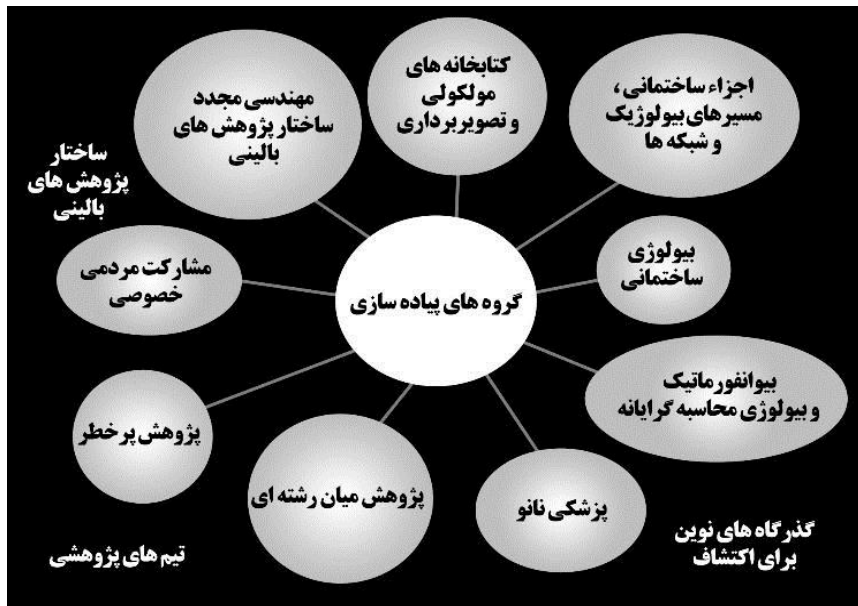 اجزاء ساختمانی ،
مسیرهای بیولوژیک
و شبکه ها
کتابخانه های
مولکولی
و تصویربرداری
مهندسی مجدد
ساختار پژوهش های
بالینی
ساختار
پژوهش های
بالینی
بیولوژی
ساختمانی
گروه های پیاده سازی
مشارکت مردمی
خصوصی
بیوانفورماتیک
و بیولوژی محاسبه گرایانه
پژوهش پرخطر
پژوهش میان رشته ای
پزشکی نانو
گذرگاه های نوین
برای اکتشاف
تیم های پژوهشی